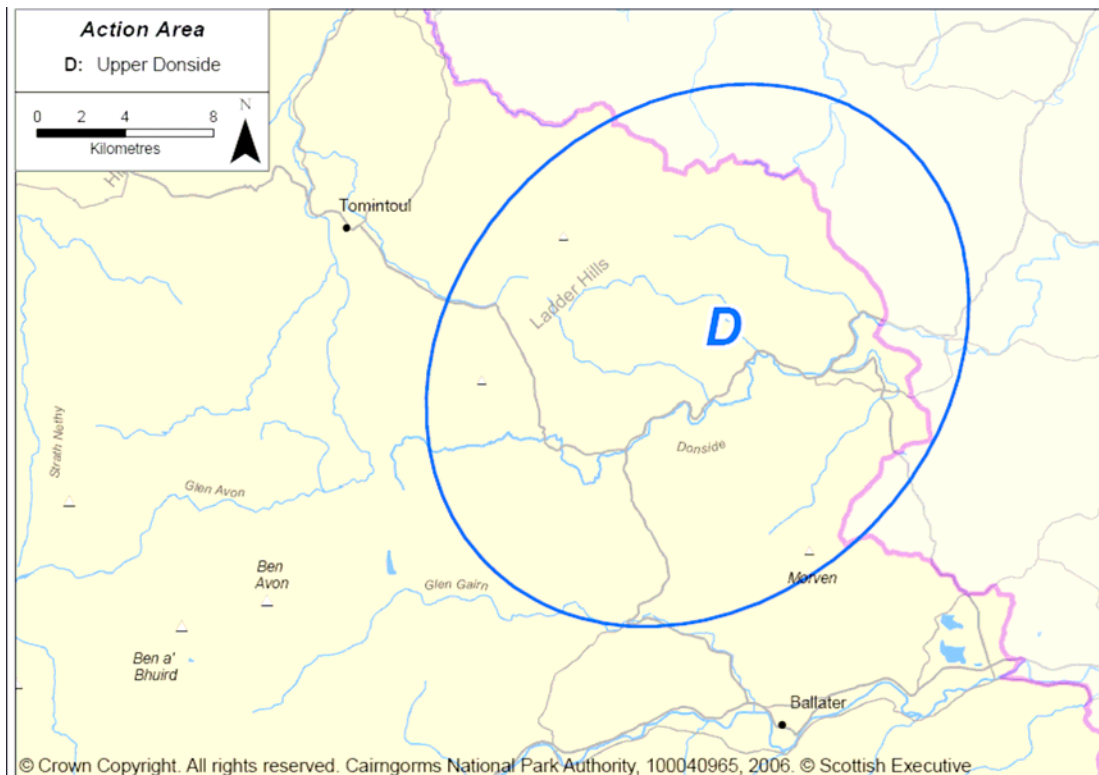 Action Area
D: Upper Donside
0 2 4 8
Kilometres
N
Tomintoul
Ladder Hills
D
Strath Nethy
Donside
Glen Avon
Ben
Avon
Glen Gairn
Morven
Ben a'
Bhuird
Ballater
© Crown Copyright. All rights reserved. Cairngorms National Park Authority, 100040965, 2006. © Scottish Executive